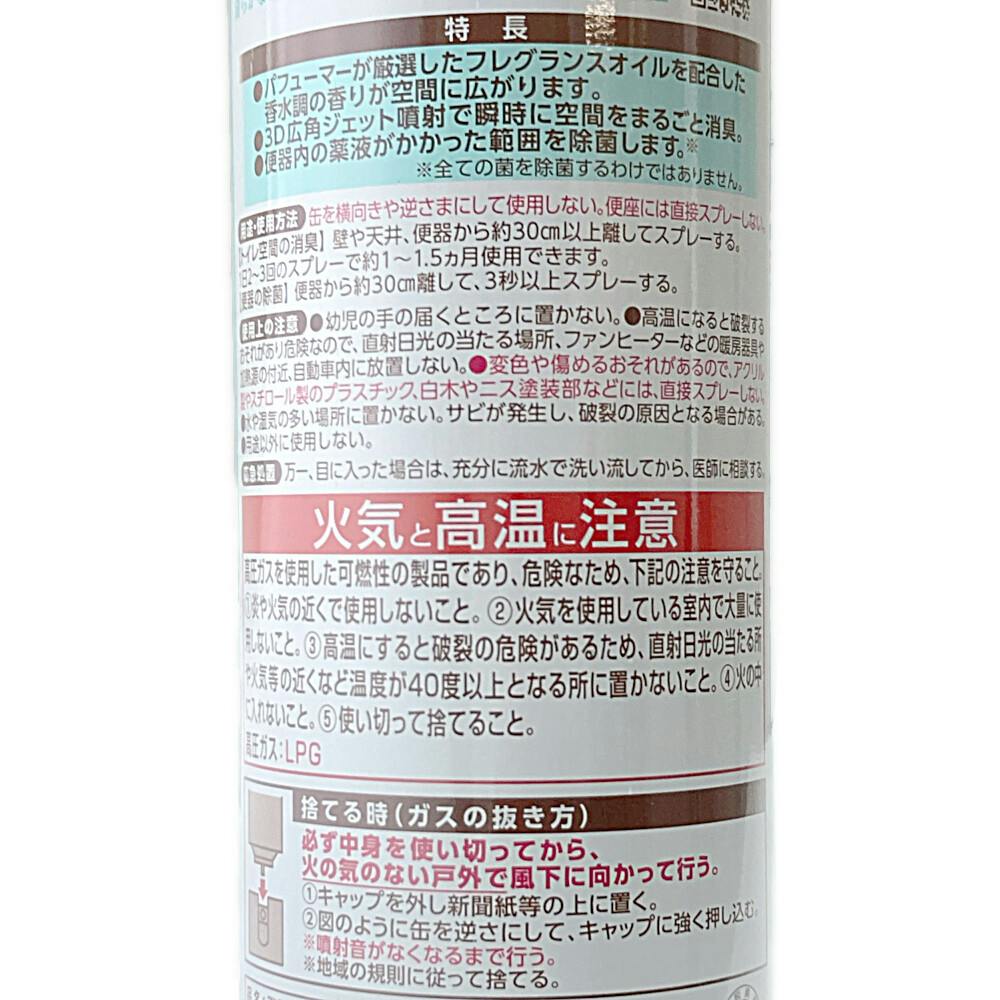 特長
●パフューマーが厳選したフレグランスオイルを配合した
香水調の香りが空間に広がります。
●3D広角ジェット噴射で瞬時に空間をまるごと消臭。
●便器内の薬液がかかった範囲を除菌します。※
※全ての菌を除菌するわけではありません。
用途・使用方法 缶を横向きや逆さまにして使用しない。便座には直接スプレーしない。
【トイレ空間の消臭】壁や天井、便器から約30㎝以上離してスプレーする。
1日2〜3回のスプレーで約1〜1.5ヵ月使用できます。
【便器の除菌】便器から約30㎝離して、3秒以上スプレーする。
使用上の注意 ●幼児の手の届くところに置かない。●高温になると破裂する
おそれがあり危険なので、直射日光の当たる場所、ファンヒーターなどの暖房器具や
加熱源の付近、自動車内に放置しない。●変色や傷めるおそれがあるので、アクリル
製やスチロール製のプラスチック、白木やニス塗装部などには、直接スプレーしない。
●水や湿気の多い場所に置かない。サビが発生し、破裂の原因となる場合がある。
●用途以外に使用しない。
応急処置 万一、目に入った場合は、充分に流水で洗い流してから、医師に相談する。
火気と高温に注意
高圧ガスを使用した可燃性の製品であり、危険なため、下記の注意を守ること。
①炎や火気の近くで使用しないこと。②火気を使用している室内で大量に使
用しないこと。③高温にすると破裂の危険があるため、直射日光の当たる所
や火気等の近くなど温度が40度以上となる所に置かないこと。④火の中
に入れないこと。⑤使い切って捨てること。
高圧ガス：LPG
捨てる時（ガスの抜き方）
必ず中身を使い切ってから、
火の気のない戸外で風下に向かって行う。
①キャップを外し新聞紙等の上に置く。
②図のように缶を逆さにして、キャップに強く押し込む。
※噴射音がなくなるまで行う。
※地域の規則に従って捨てる。